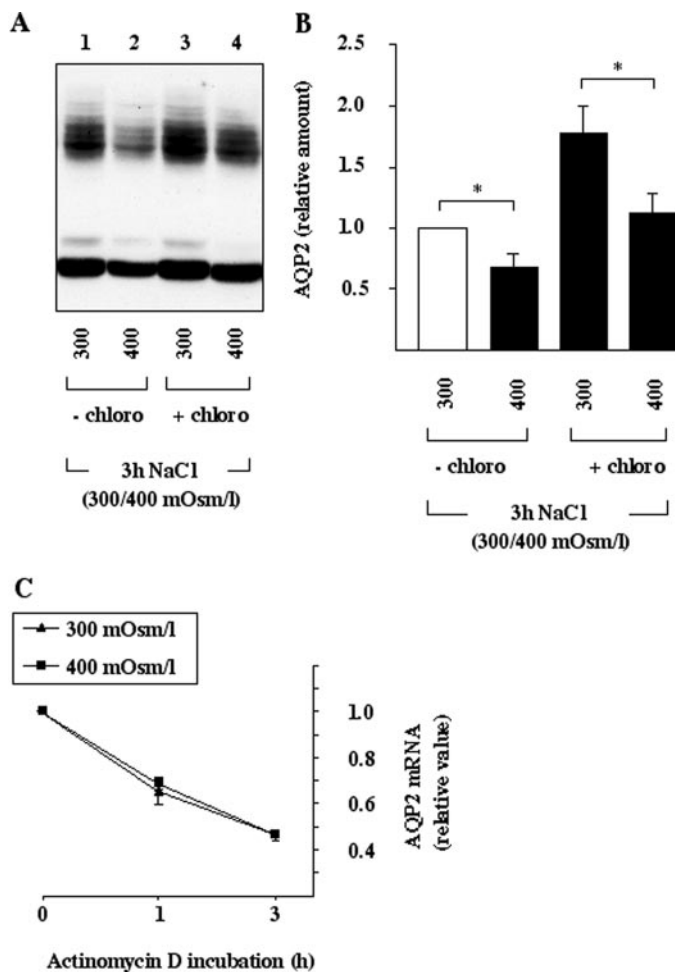 A
1 2 3 4
300 400 300 400
- chloro + chloro
3h NaCl
(300/400 mOsm/l)
B
2.5
2.0
1.5
1.0
0.5
AQP2 (relative amount)
* *
300 400 300 400
- chloro + chloro
3h NaCl
(300/400 mOsm/l)
C
300 mOsm/l
400 mOsm/l
1.0
0.8
0.6
0.4
AQP2 mRNA
(relative value)
0 1 3
Actinomycin D incubation (h)